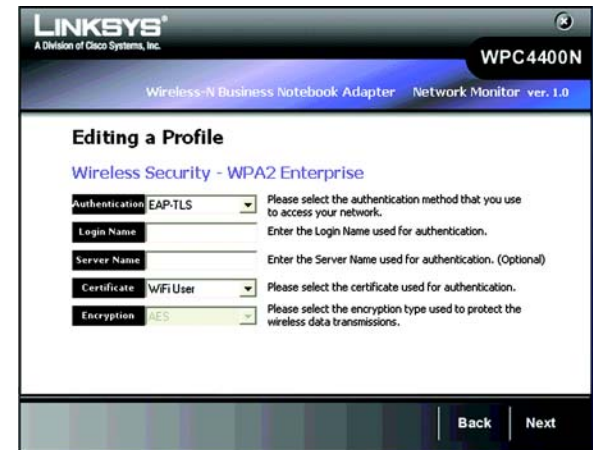 LINKSYS®
A Division of Cisco Systems, Inc.
WPC4400N
Wireless-N Business Notebook Adapter Network Monitor ver. 1.0
Editing a Profile
Wireless Security - WPA2 Enterprise
Authentication EAP-TLS Please select the authentication method that you use
to access your network.
Login Name Enter the Login Name used for authentication.
Server Name Enter the Server Name used for authentication. (Optional)
Certificate WiFi User Please select the certificate used for authentication.
Encryption AES Please select the encryption type used to protect the
wireless data transmissions.
Back Next